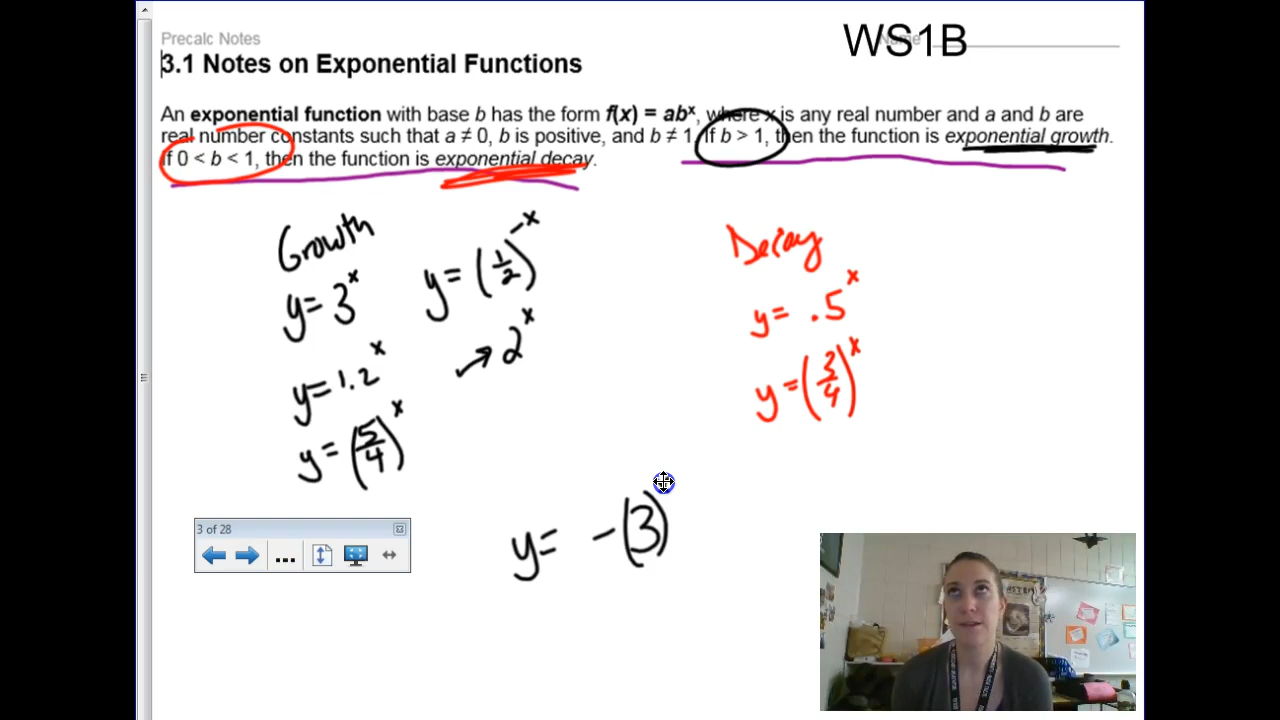 WS1B
Precalc Notes Name
3.1 Notes on Exponential Functions
An exponential function with base b has the form f(x) = abˣ, where x is any real number and a and b are
real number constants such that a ≠ 0, b is positive, and b ≠ 1. If b > 1, then the function is exponential growth.
If 0 < b < 1, then the function is exponential decay.
Growth
y = 3ˣ
y = 1.2ˣ
y = (5/4)ˣ
y = (1/2)⁻ˣ
→ 2ˣ
Decay
y = .5ˣ
y = (3/4)ˣ
y = -(3)
3 of 28
...